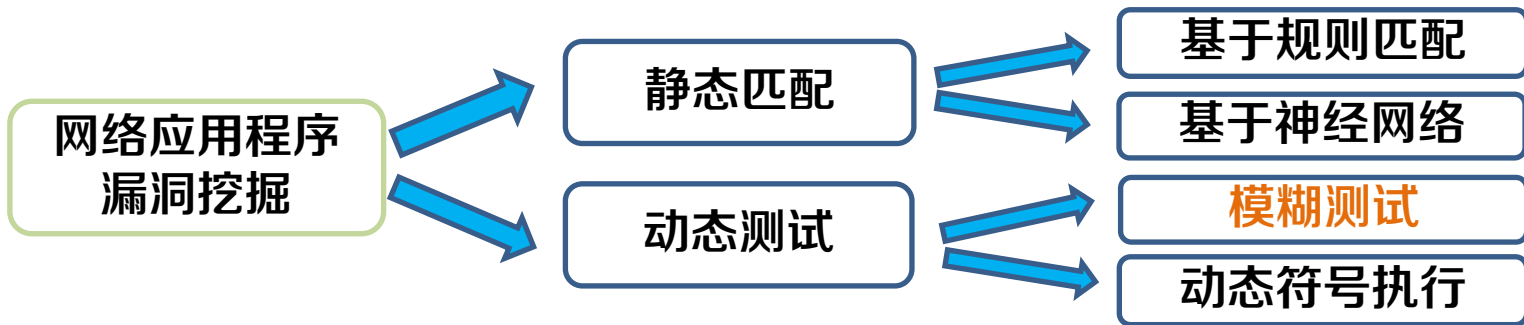 网络应用程序
漏洞挖掘
静态匹配
动态测试
基于规则匹配
基于神经网络
模糊测试
动态符号执行